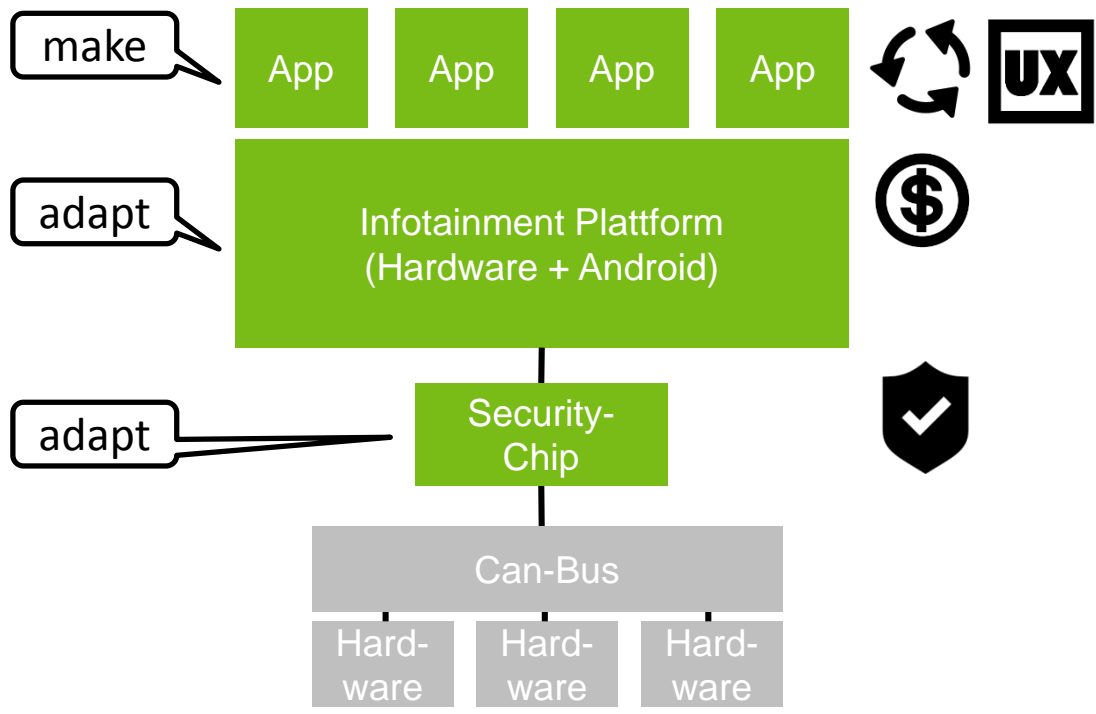 make
App
App
App
App
UX
adapt
Infotainment Plattform
(Hardware + Android)
$
adapt
Security-
Chip
Can-Bus
Hard-
ware
Hard-
ware
Hard-
ware